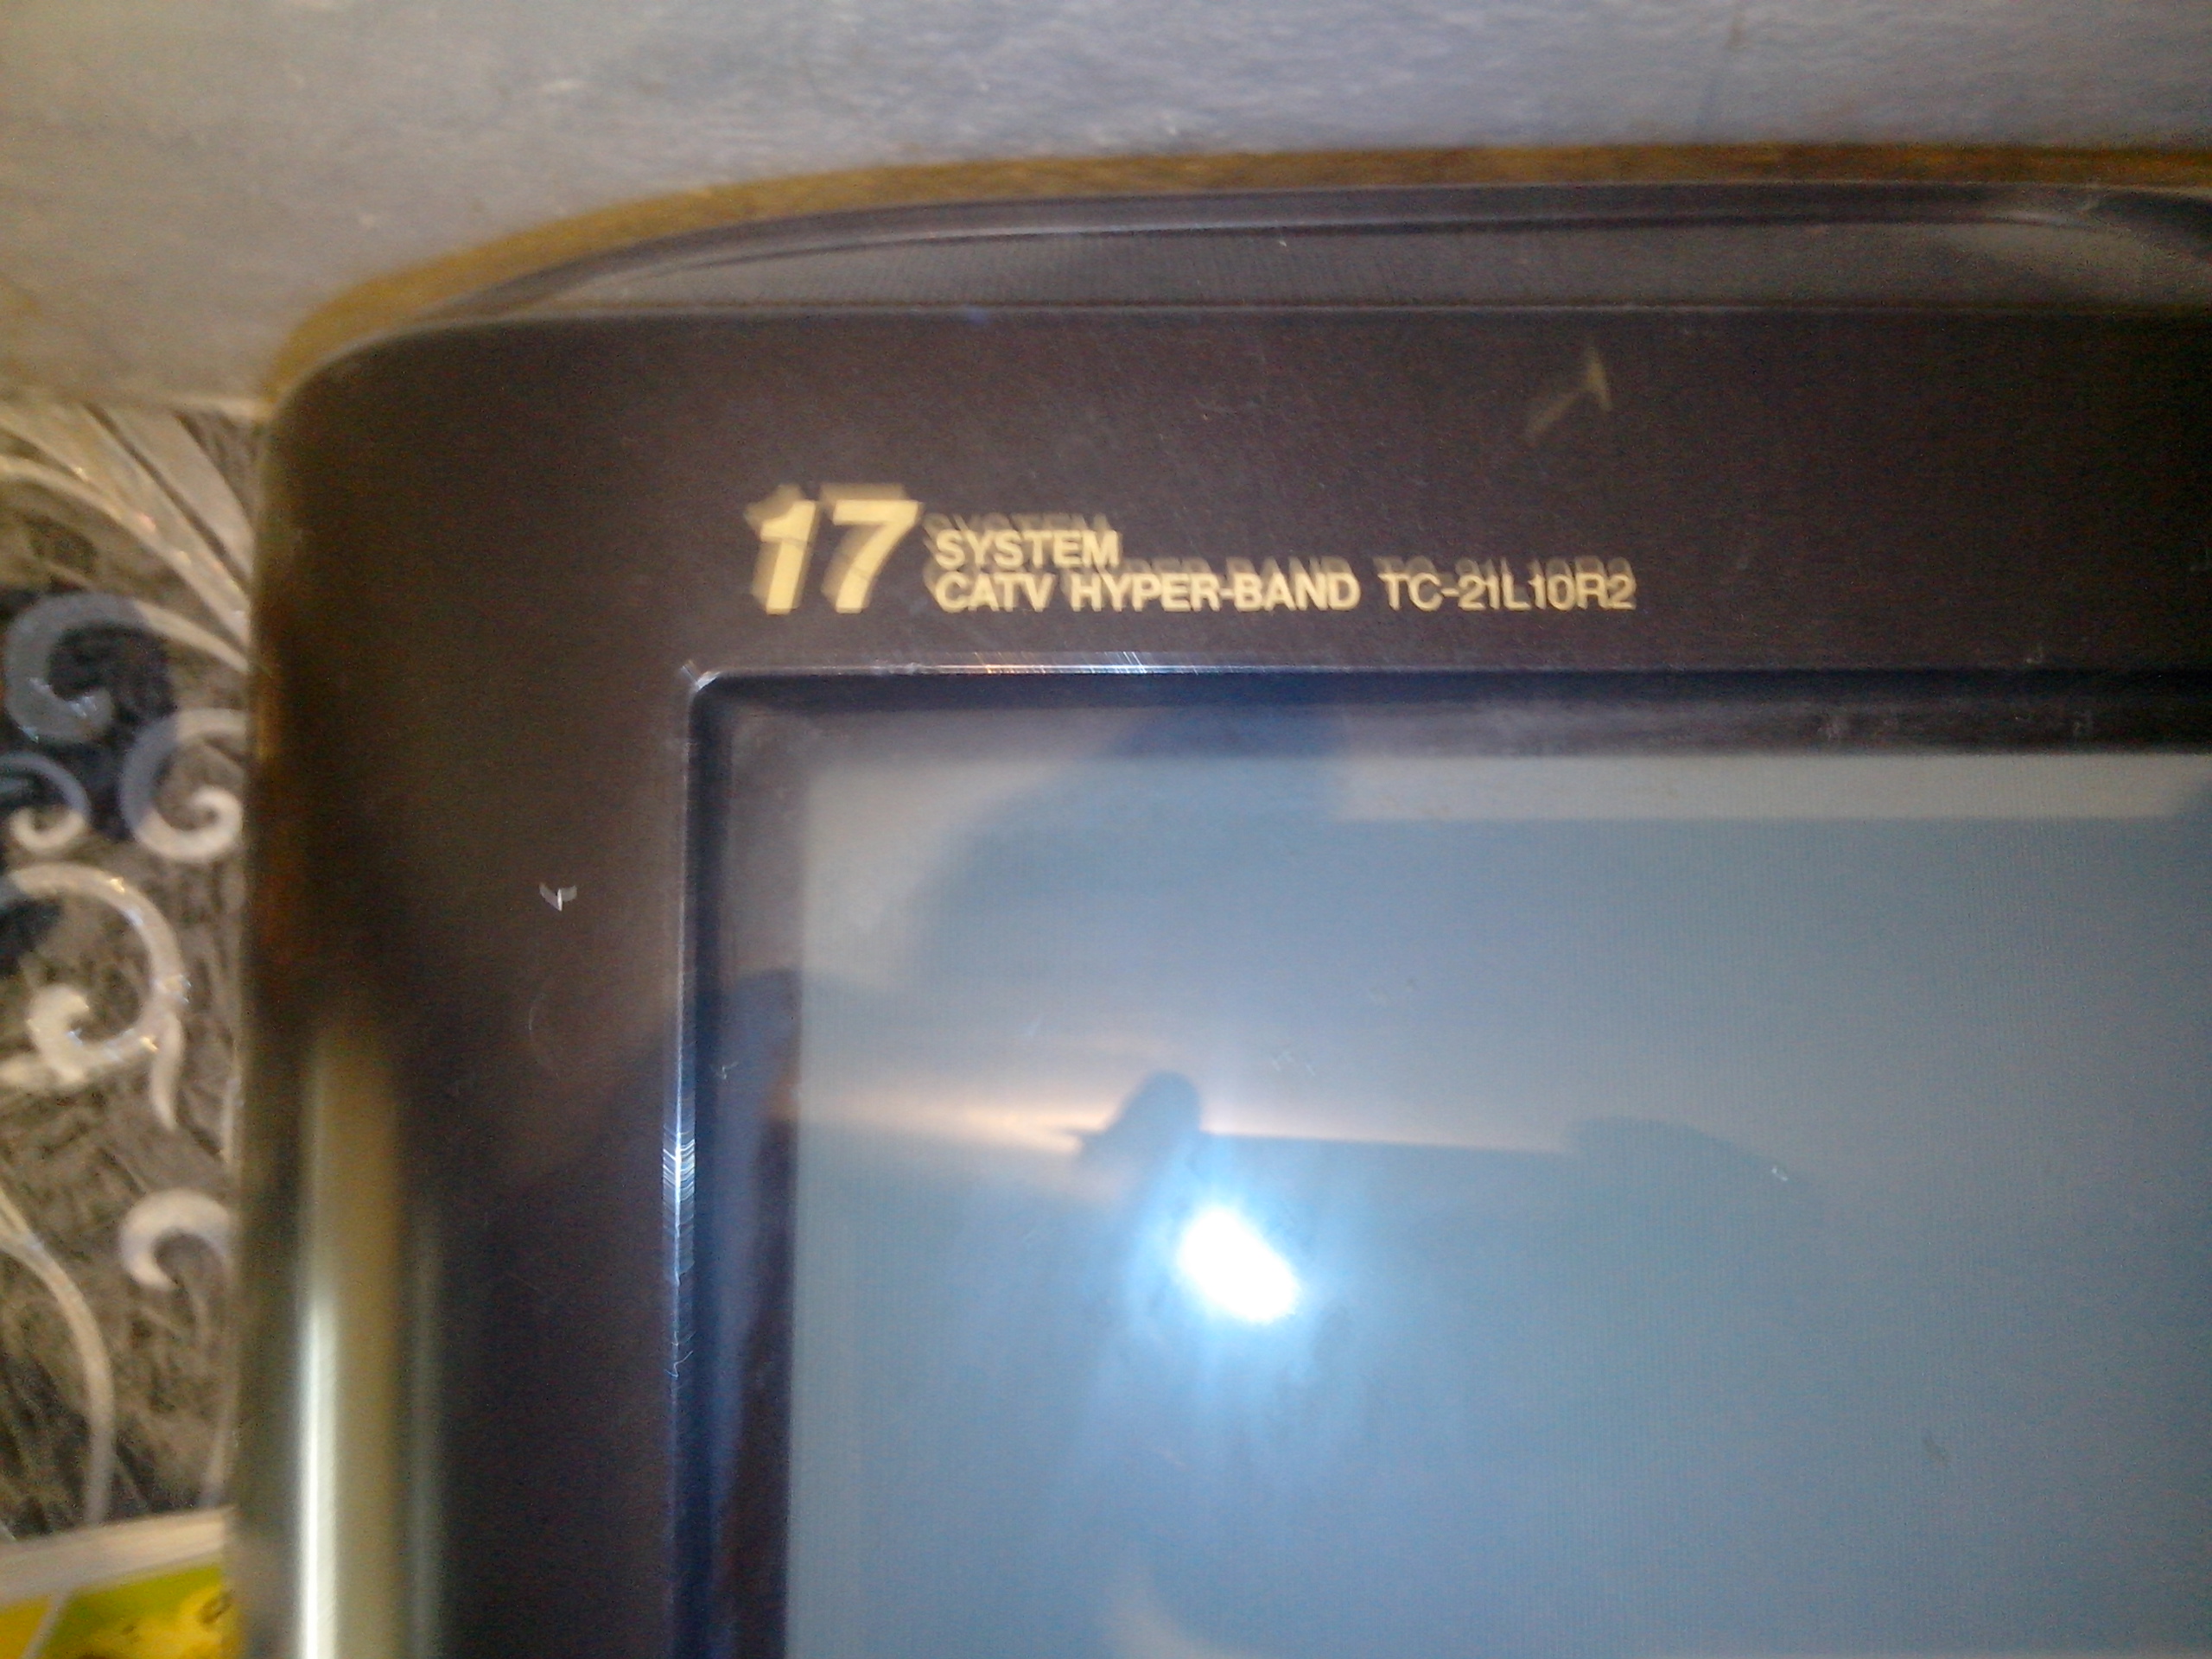 17 SYSTEM
CATV HYPER-BAND TC-21L10R2